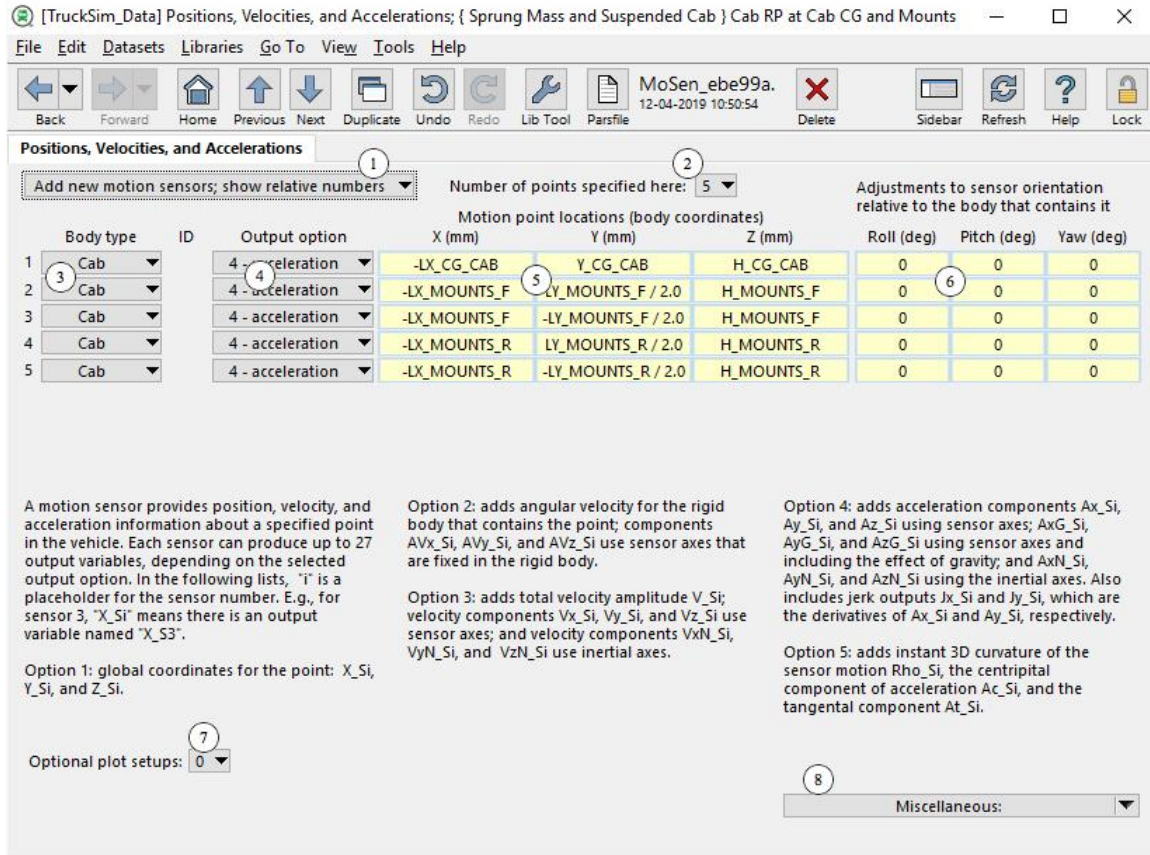 [TruckSim_Data] Positions, Velocities, and Accelerations; { Sprung Mass and Suspended Cab } Cab RP at Cab CG and Mounts
File Edit Datasets Libraries Go To View Tools Help
MoSen_ebe99a.
12-04-2019 10:50:54
Back Forward Home Previous Next Duplicate Undo Redo Lib Tool Parsfile Delete Sidebar Refresh Help Lock
Positions, Velocities, and Accelerations
1 2
Add new motion sensors; show relative numbers Number of points specified here: 5
Adjustments to sensor orientation
relative to the body that contains it
Motion point locations (body coordinates)
Body type ID Output option X (mm) Y (mm) Z (mm) Roll (deg) Pitch (deg) Yaw (deg)
1 Cab 4 - acceleration -LX_CG_CAB Y_CG_CAB H_CG_CAB 0 0 0
3 4 5 6
2 Cab 4 - acceleration -LX_MOUNTS_F LY_MOUNTS_F / 2.0 H_MOUNTS_F 0 0 0
3 Cab 4 - acceleration -LX_MOUNTS_F -LY_MOUNTS_F / 2.0 H_MOUNTS_F 0 0 0
4 Cab 4 - acceleration -LX_MOUNTS_R LY_MOUNTS_R / 2.0 H_MOUNTS_R 0 0 0
5 Cab 4 - acceleration -LX_MOUNTS_R -LY_MOUNTS_R / 2.0 H_MOUNTS_R 0 0 0
A motion sensor provides position, velocity, and
acceleration information about a specified point
in the vehicle. Each sensor can produce up to 27
output variables, depending on the selected
output option. In the following lists, "i" is a
placeholder for the sensor number. E.g., for
sensor 3, "X_Si" means there is an output
variable named "X_S3".
Option 1: global coordinates for the point: X_Si,
Y_Si, and Z_Si.
Option 2: adds angular velocity for the rigid
body that contains the point; components
AVx_Si, AVy_Si, and AVz_Si use sensor axes that
are fixed in the rigid body.
Option 3: adds total velocity amplitude V_Si;
velocity components Vx_Si, Vy_Si, and Vz_Si use
sensor axes; and velocity components VxN_Si,
VyN_Si, and VzN_Si use inertial axes.
Option 4: adds acceleration components Ax_Si,
Ay_Si, and Az_Si using sensor axes; AxG_Si,
AyG_Si, and AzG_Si using sensor axes and
including the effect of gravity; and AxN_Si,
AyN_Si, and AzN_Si using the inertial axes. Also
includes jerk outputs Jx_Si and Jy_Si, which are
the derivatives of Ax_Si and Ay_Si, respectively.
Option 5: adds instant 3D curvature of the
sensor motion Rho_Si, the centripital
component of acceleration Ac_Si, and the
tangental component At_Si.
7
Optional plot setups: 0
8
Miscellaneous: